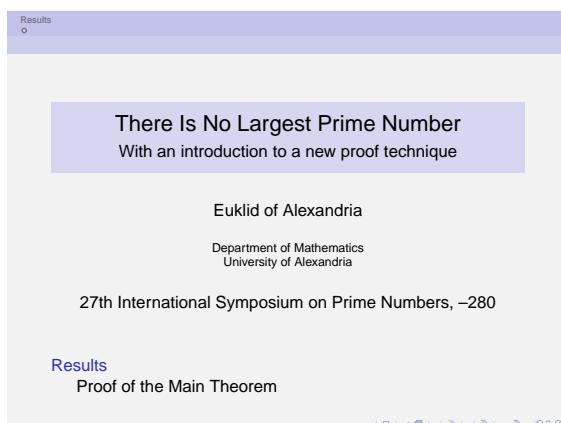 Results
There Is No Largest Prime Number
With an introduction to a new proof technique
Euklid of Alexandria
Department of Mathematics
University of Alexandria
27th International Symposium on Prime Numbers, –280
Results
Proof of the Main Theorem